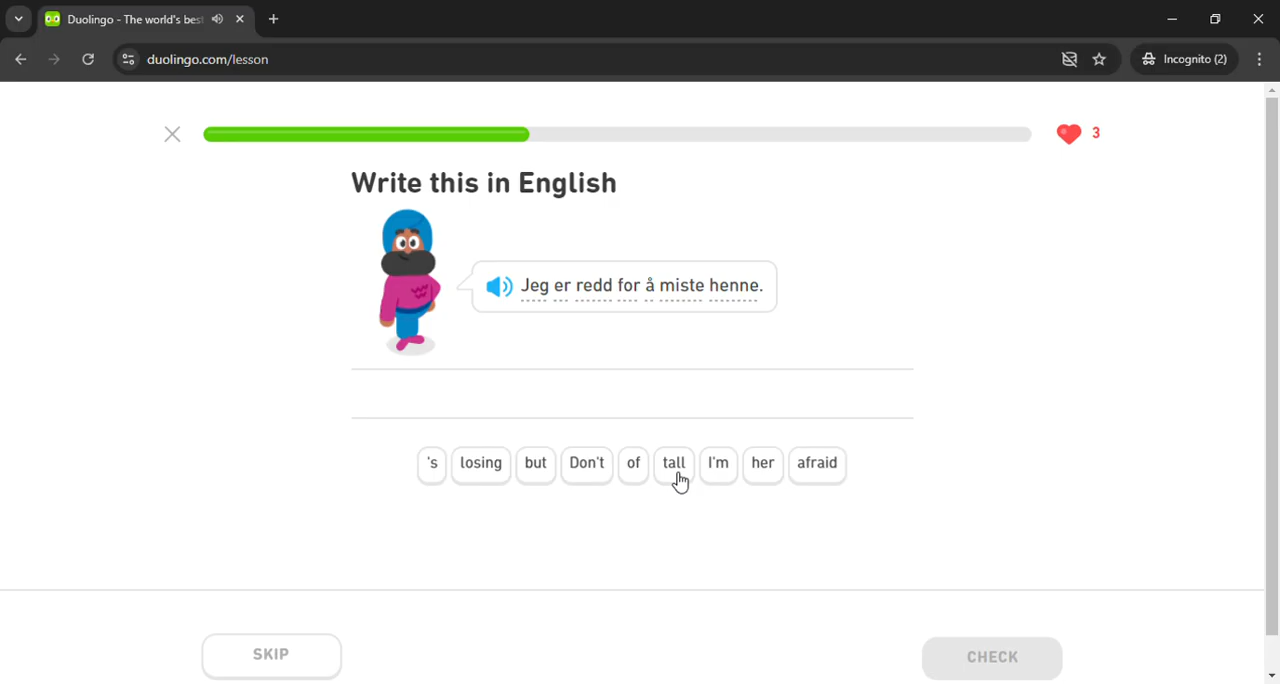 Duolingo - The world's bes
duolingo.com/lesson
Incognito (2)
3
Write this in English
Jeg er redd for å miste henne.
's losing but Don't of tall I'm her afraid
SKIP
CHECK